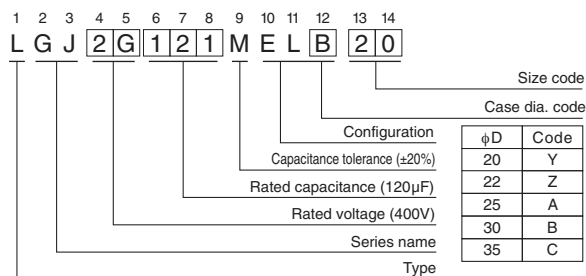 1 2 3 4 5 6 7 8 9 10 11 12 13 14
L G J 2 G 1 2 1 M E L B 2 0
Size code
Case dia. code
Configuration
Capacitance tolerance (±20%)
Rated capacitance (120µF)
Rated voltage (400V)
Series name
Type
φD Code
20 Y
22 Z
25 A
30 B
35 C